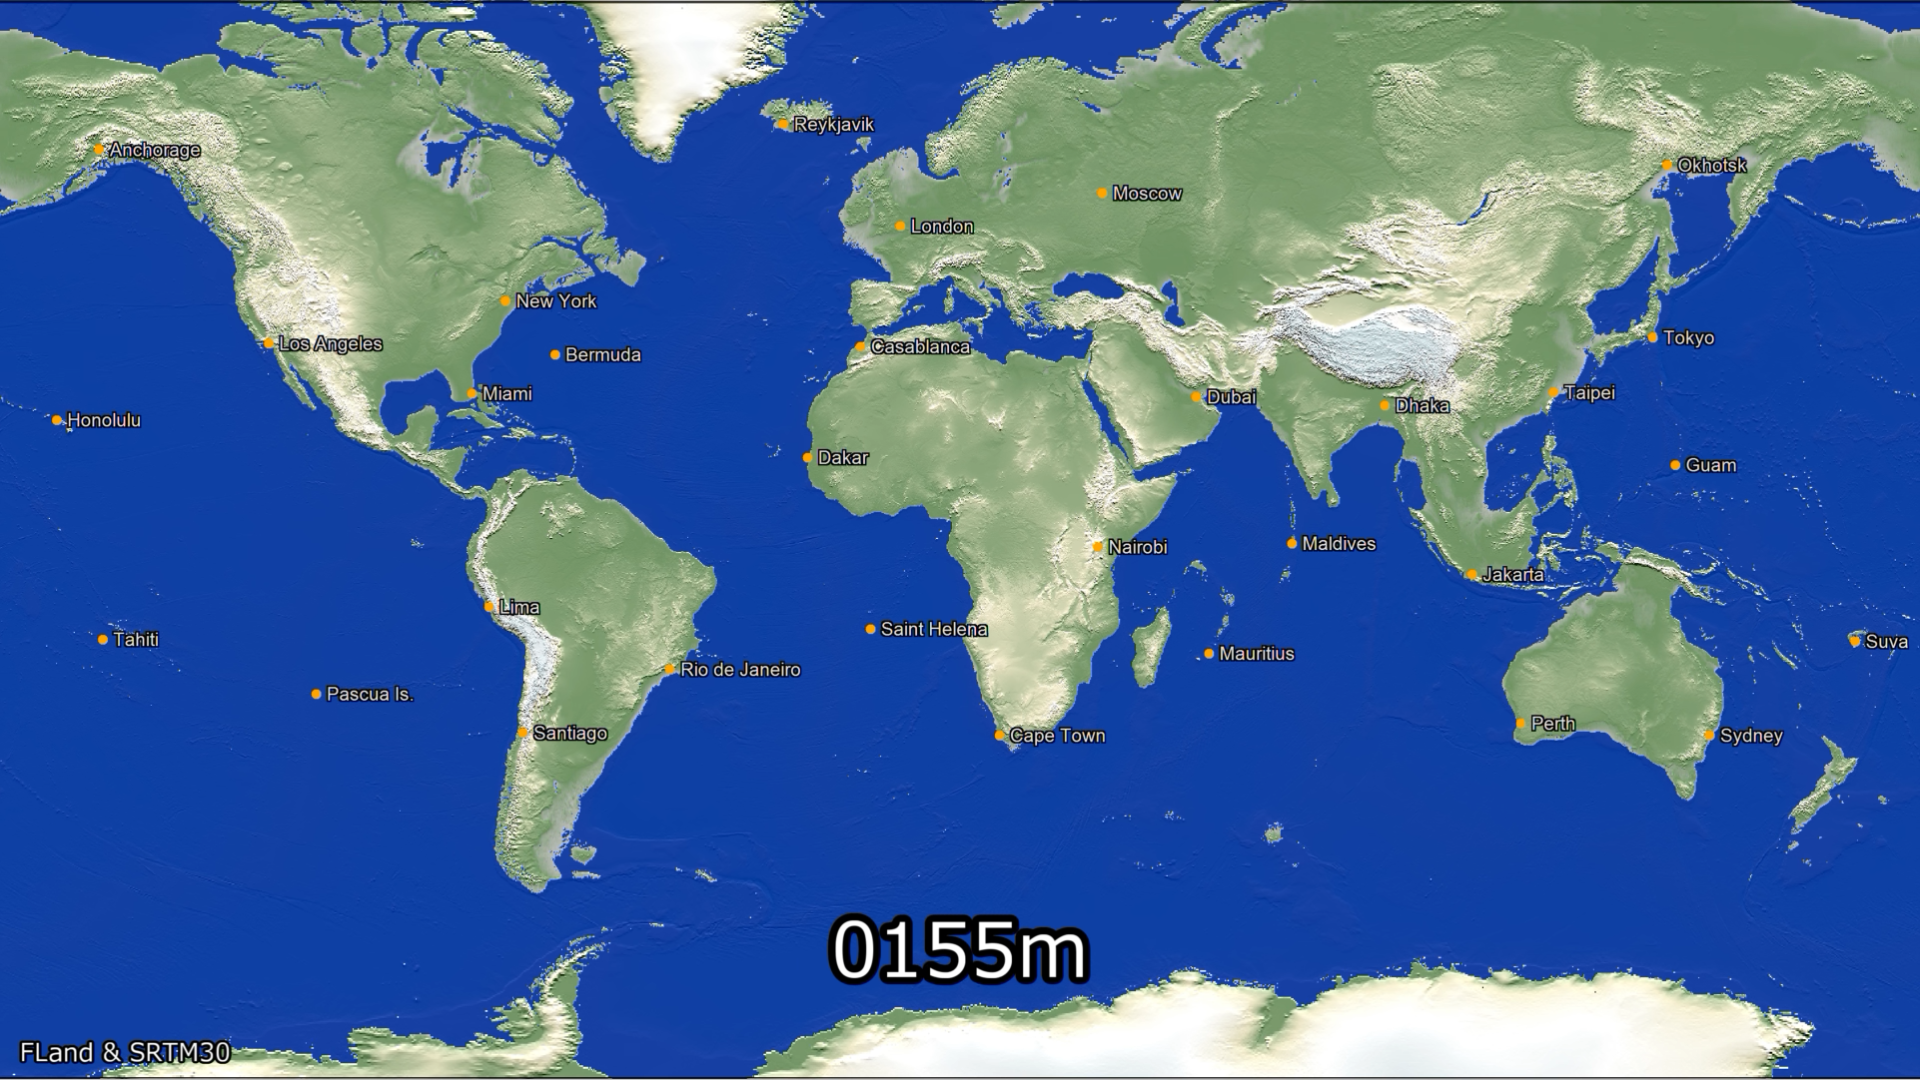 Reykjavik
Anchorage
Okhotsk
Moscow
London
New York
Los Angeles
Casablanca
Tokyo
Bermuda
Miami
Dubai
Dhaka
Taipei
Honolulu
Dakar
Guam
Nairobi
Maldives
Jakarta
Lima
Saint Helena
Tahiti
Suva
Mauritius
Rio de Janeiro
Pascua Is.
Perth
Santiago
Cape Town
Sydney
0155m
FLand & SRTM30